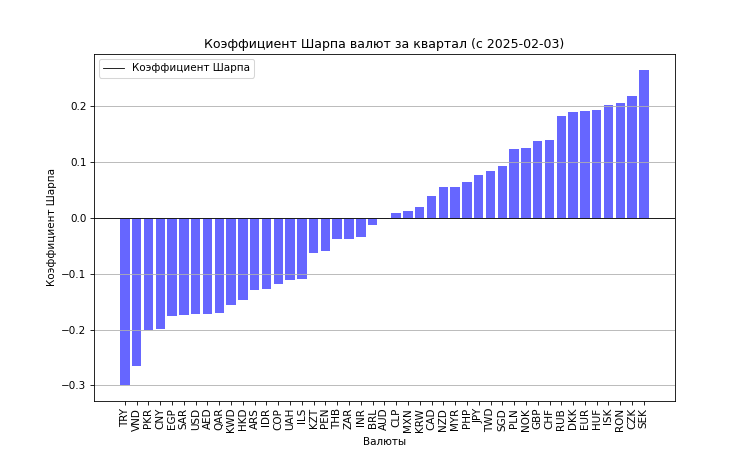 Коэффициент Шарпа валют за квартал (с 2025-02-03)
Коэффициент Шарпа
Коэффициент Шарпа
0.2
0.1
0.0
−0.1
−0.2
−0.3
TRY VND PKR CNY EGP SAR USD AED QAR KWD HKD ARS IDR COP UAH ILS KZT PEN THB ZAR INR BRL AUD CLP MXN KRW CAD NZD MYR PHP JPY TWD SGD PLN NOK GBP CHF RUB DKK EUR HUF ISK RON CZK SEK
Валюты